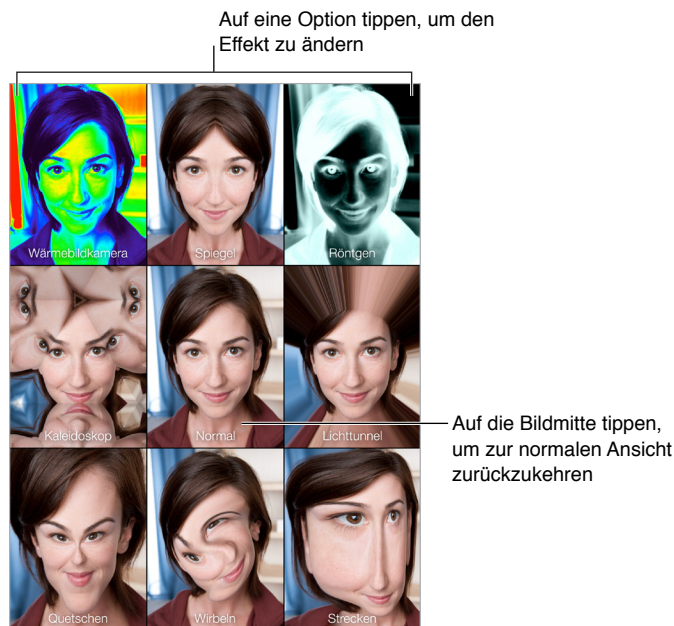 Auf eine Option tippen, um den
Effekt zu ändern
Wärmebildkamera
Spiegel
Röntgen
Kaleidoskop
Normal
Lichttunnel
Auf die Bildmitte tippen,
um zur normalen Ansicht
zurückzukehren
Quetschen
Wirbeln
Strecken